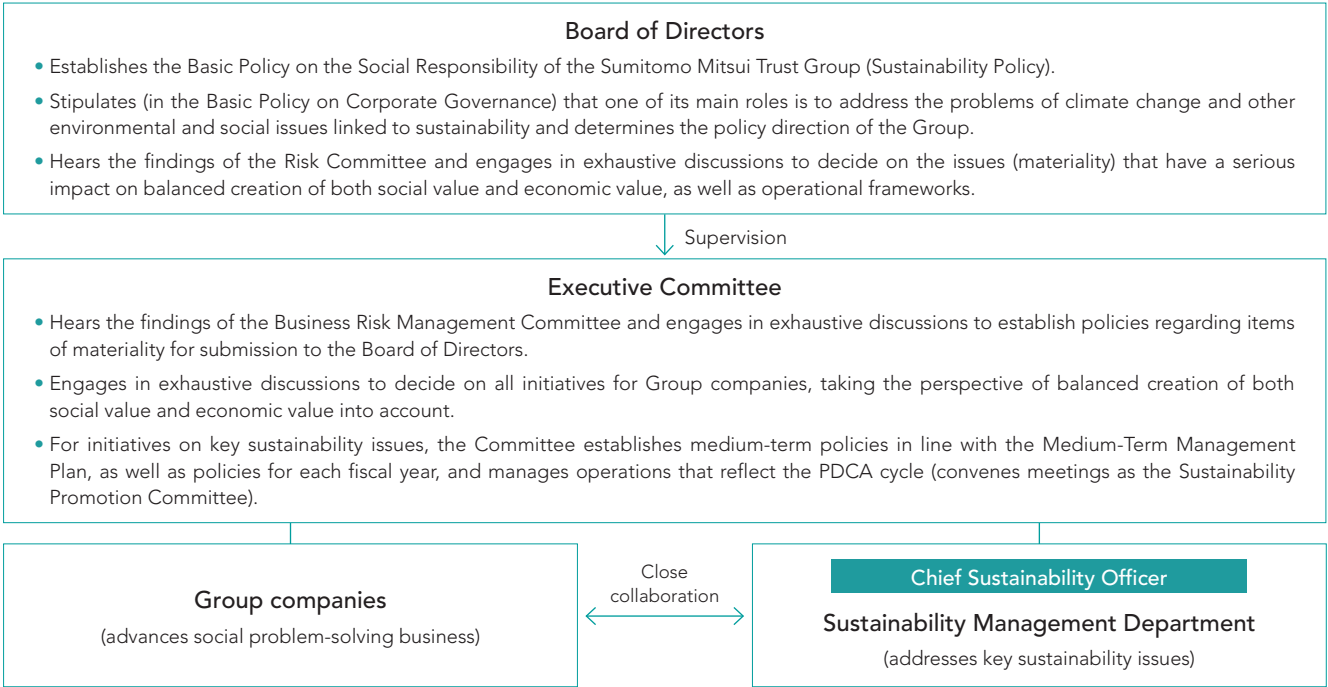 Board of Directors
• Establishes the Basic Policy on the Social Responsibility of the Sumitomo Mitsui Trust Group (Sustainability Policy).
• Stipulates (in the Basic Policy on Corporate Governance) that one of its main roles is to address the problems of climate change and other
environmental and social issues linked to sustainability and determines the policy direction of the Group.
• Hears the findings of the Risk Committee and engages in exhaustive discussions to decide on the issues (materiality) that have a serious
impact on balanced creation of both social value and economic value, as well as operational frameworks.
Supervision
Executive Committee
• Hears the findings of the Business Risk Management Committee and engages in exhaustive discussions to establish policies regarding items
of materiality for submission to the Board of Directors.
• Engages in exhaustive discussions to decide on all initiatives for Group companies, taking the perspective of balanced creation of both
social value and economic value into account.
• For initiatives on key sustainability issues, the Committee establishes medium-term policies in line with the Medium-Term Management
Plan, as well as policies for each fiscal year, and manages operations that reflect the PDCA cycle (convenes meetings as the Sustainability
Promotion Committee).
Group companies
(advances social problem-solving business)
Close
collaboration
Chief Sustainability Officer
Sustainability Management Department
(addresses key sustainability issues)